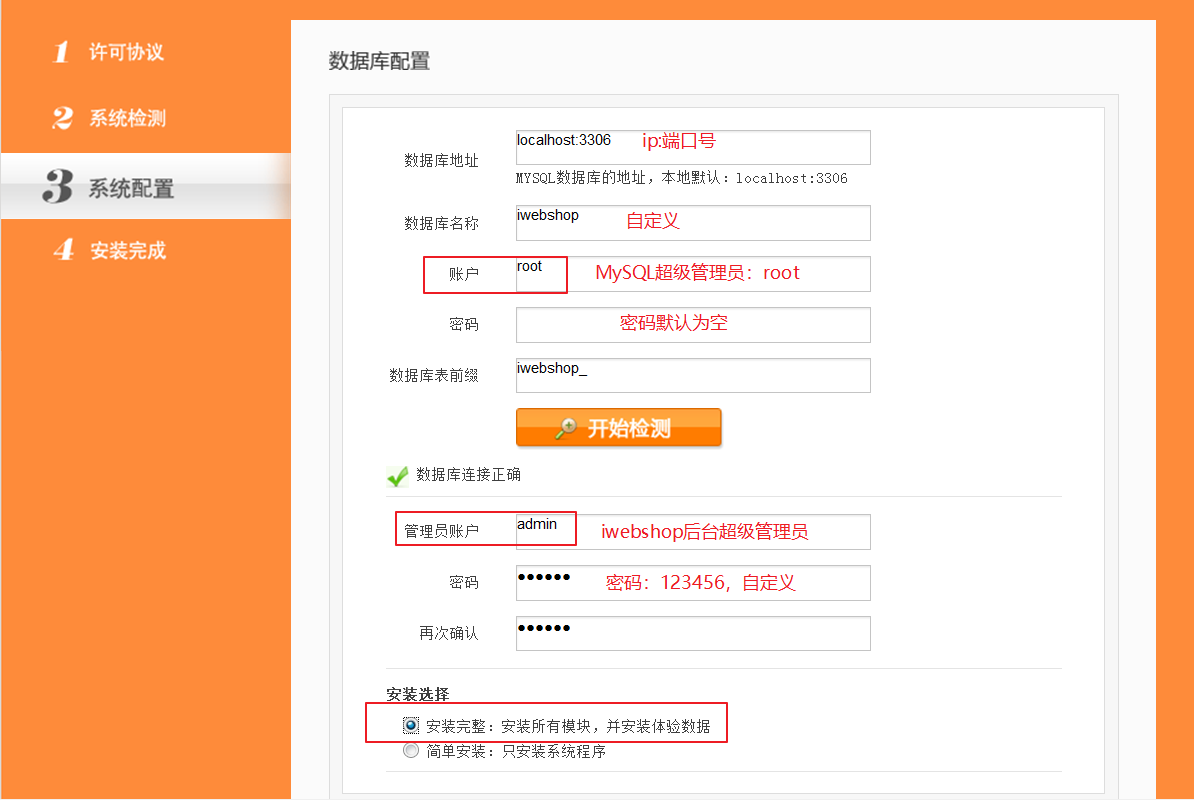 1 许可协议
2 系统检测
3 系统配置
4 安装完成
数据库配置
数据库地址 localhost:3306 ip:端口号
MYSQL数据库的地址，本地默认：localhost:3306
数据库名称 iwebshop 自定义
账户 root MySQL超级管理员：root
密码 密码默认为空
数据库表前缀 iwebshop_
开始检测
数据库连接正确
管理员账户 admin iwebshop后台超级管理员
密码 •••••• 密码：123456，自定义
再次确认 ••••••
安装选择
安装完整：安装所有模块，并安装体验数据
简单安装：只安装系统程序